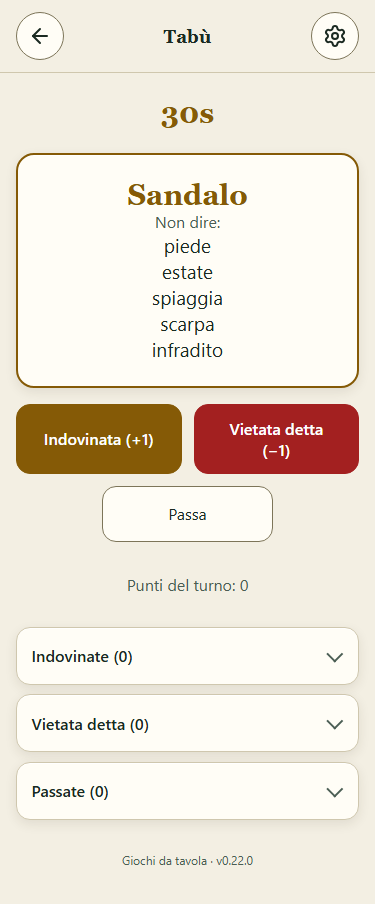 Tabù
30s
Sandalo
Non dire:
piede
estate
spiaggia
scarpa
infradito
Indovinata (+1)
Vietata detta
(−1)
Passa
Punti del turno: 0
Indovinate (0)
Vietata detta (0)
Passate (0)
Giochi da tavola · v0.22.0